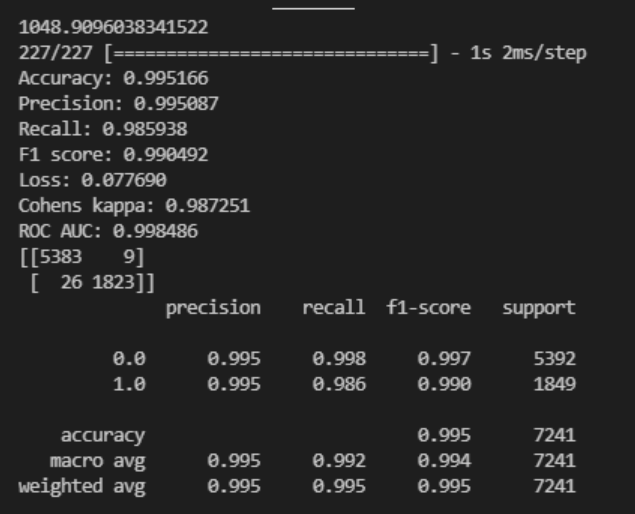 1048.9096038341522
227/227 [==============================] - 1s 2ms/step
Accuracy: 0.995166
Precision: 0.995087
Recall: 0.985938
F1 score: 0.990492
Loss: 0.077690
Cohens kappa: 0.987251
ROC AUC: 0.998486
[[5383    9]
 [  26 1823]]
              precision    recall  f1-score   support

         0.0      0.995     0.998     0.997      5392
         1.0      0.995     0.986     0.990      1849

    accuracy                          0.995      7241
   macro avg      0.995     0.992     0.994      7241
weighted avg      0.995     0.995     0.995      7241